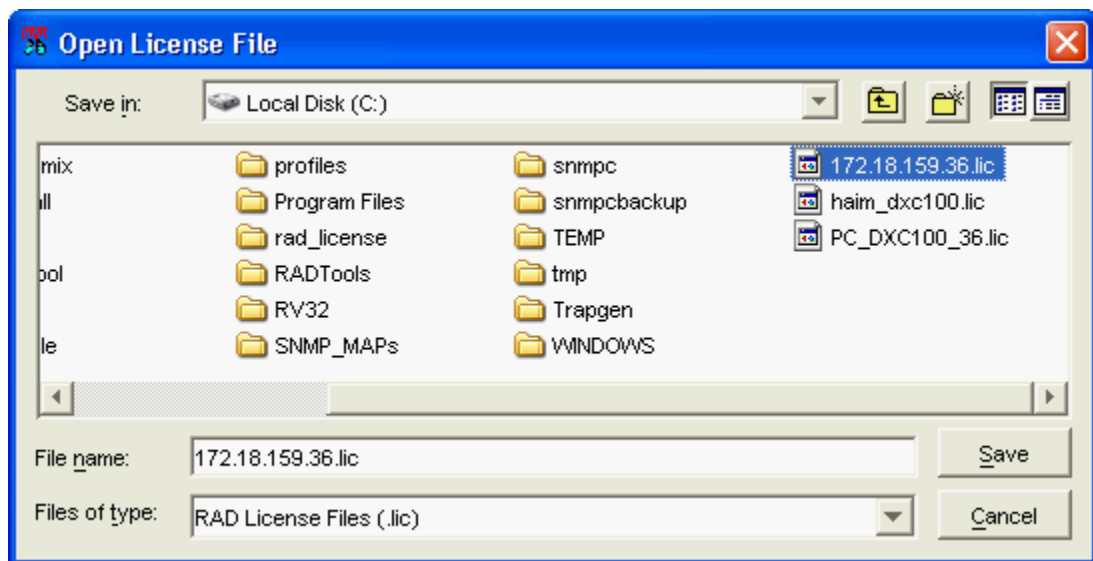 Open License File
Save in: Local Disk (C:)
mix profiles snmpc 172.18.159.36.lic
all Program Files snmpcbackup haim_dxc100.lic
rad_license TEMP PC_DXC100_36.lic
ool RADTools tmp
RV32 Trapgen
le SNMP_MAPs WINDOWS
File name: 172.18.159.36.lic Save
Files of type: RAD License Files (.lic) Cancel